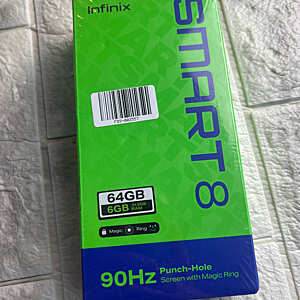 Infinix
SMART 8
64GB
6GB
Magic Ring
90Hz
Punch-Hole
Screen with Magic Ring